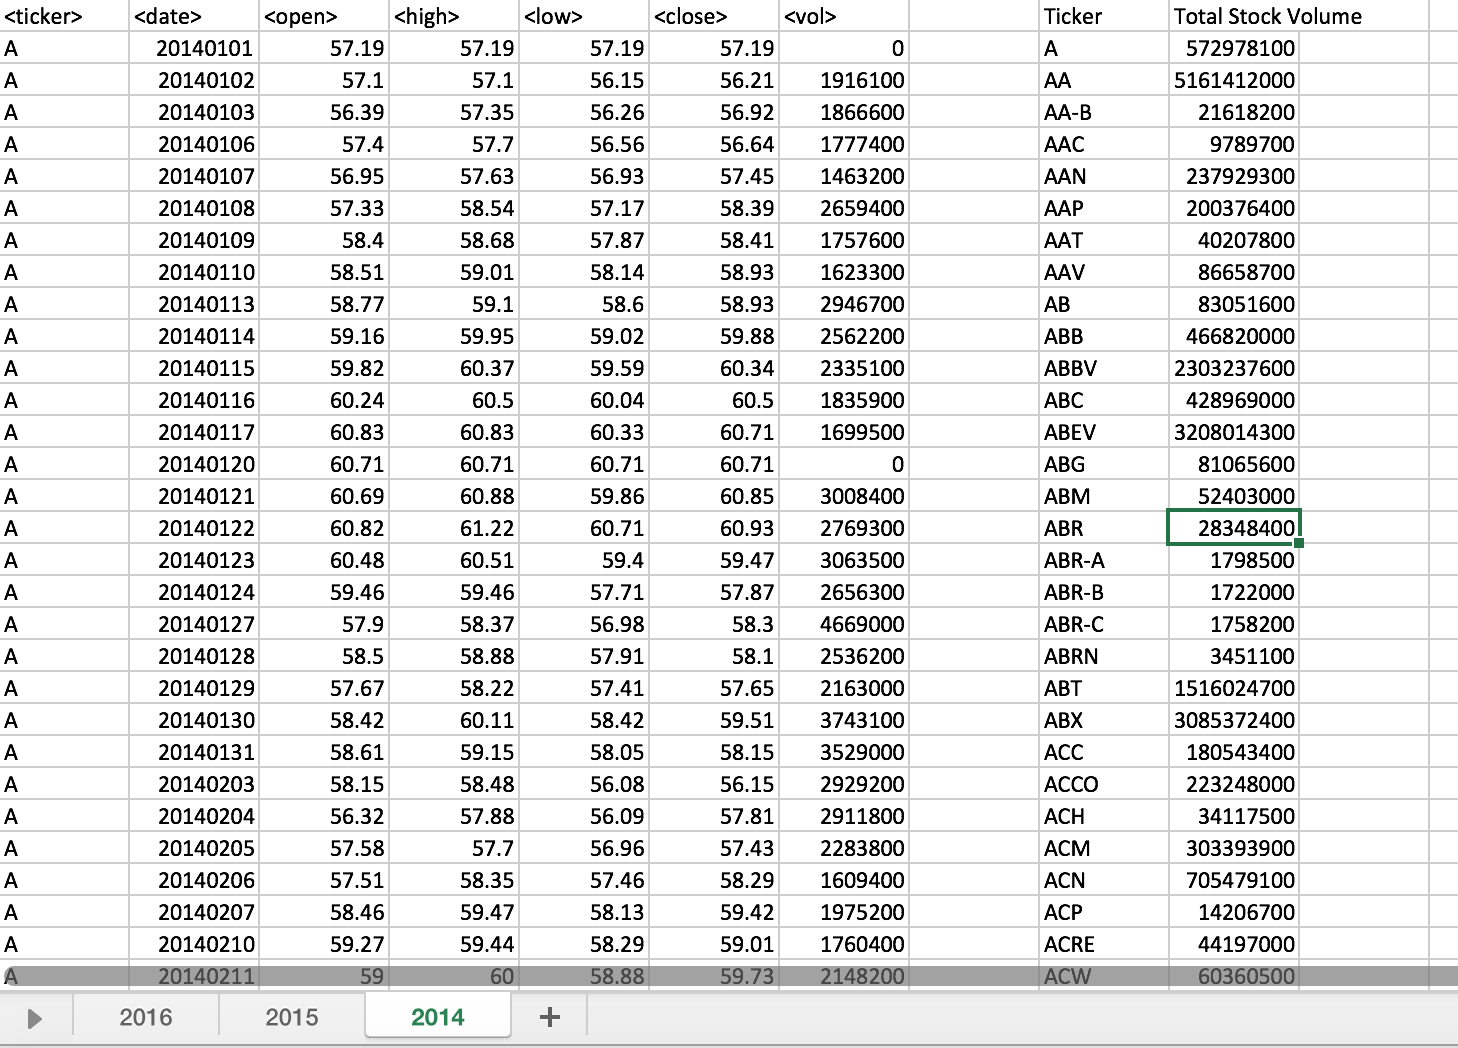 <ticker> <date> <open> <high> <low> <close> <vol> Ticker Total Stock Volume
A 20140101 57.19 57.19 57.19 57.19 0 A 572978100
A 20140102 57.1 57.1 56.15 56.21 1916100 AA 5161412000
A 20140103 56.39 57.35 56.26 56.92 1866600 AA-B 21618200
A 20140106 57.4 57.7 56.56 56.64 1777400 AAC 9789700
A 20140107 56.95 57.63 56.93 57.45 1463200 AAN 237929300
A 20140108 57.33 58.54 57.17 58.39 2659400 AAP 200376400
A 20140109 58.4 58.68 57.87 58.41 1757600 AAT 40207800
A 20140110 58.51 59.01 58.14 58.93 1623300 AAV 86658700
A 20140113 58.77 59.1 58.6 58.93 2946700 AB 83051600
A 20140114 59.16 59.95 59.02 59.88 2562200 ABB 466820000
A 20140115 59.82 60.37 59.59 60.34 2335100 ABBV 2303237600
A 20140116 60.24 60.5 60.04 60.5 1835900 ABC 428969000
A 20140117 60.83 60.83 60.33 60.71 1699500 ABEV 3208014300
A 20140120 60.71 60.71 60.71 60.71 0 ABG 81065600
A 20140121 60.69 60.88 59.86 60.85 3008400 ABM 52403000
A 20140122 60.82 61.22 60.71 60.93 2769300 ABR 28348400
A 20140123 60.48 60.51 59.4 59.47 3063500 ABR-A 1798500
A 20140124 59.46 59.46 57.71 57.87 2656300 ABR-B 1722000
A 20140127 57.9 58.37 56.98 58.3 4669000 ABR-C 1758200
A 20140128 58.5 58.88 57.91 58.1 2536200 ABRN 3451100
A 20140129 57.67 58.22 57.41 57.65 2163000 ABT 1516024700
A 20140130 58.42 60.11 58.42 59.51 3743100 ABX 3085372400
A 20140131 58.61 59.15 58.05 58.15 3529000 ACC 180543400
A 20140203 58.15 58.48 56.08 56.15 2929200 ACCO 223248000
A 20140204 56.32 57.88 56.09 57.81 2911800 ACH 34117500
A 20140205 57.58 57.7 56.96 57.43 2283800 ACM 303393900
A 20140206 57.51 58.35 57.46 58.29 1609400 ACN 705479100
A 20140207 58.46 59.47 58.13 59.42 1975200 ACP 14206700
A 20140210 59.27 59.44 58.29 59.01 1760400 ACRE 44197000
A 20140211 59 60 58.88 59.73 2148200 ACW 60360500
2016 2015 2014 +